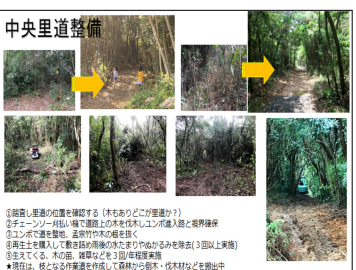 中央里道整備
①踏査し里道の位置を確認する（木もありどこが里道か？）
②チェーンソー刈払い機で道路上の木を伐木しユンボ進入路と視界確保
③ユンボで道を整地、孟宗竹や木の根を抜く
④再生土を購入して敷き詰め雨後の水たまりやぬかるみを除去（３回以上実施）
⑤生えてくる、木の苗、雑草などを３回/年程度実施
★現在は、枝となる作業道を作成して森林から倒木・伐木材などを搬出中